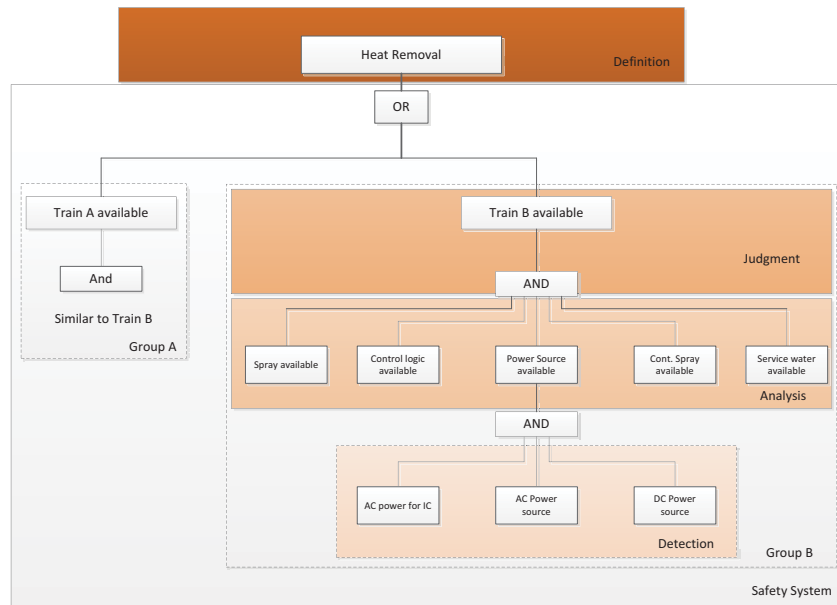 Heat Removal
Definition
OR
Train A available
Train B available
And
Judgment
AND
Similar to Train B
Group A
Spray available
Control logic
available
Power Source
available
Cont. Spray
available
Service water
available
Analysis
AND
AC power for IC
AC Power
source
DC Power
source
Detection
Group B
Safety System